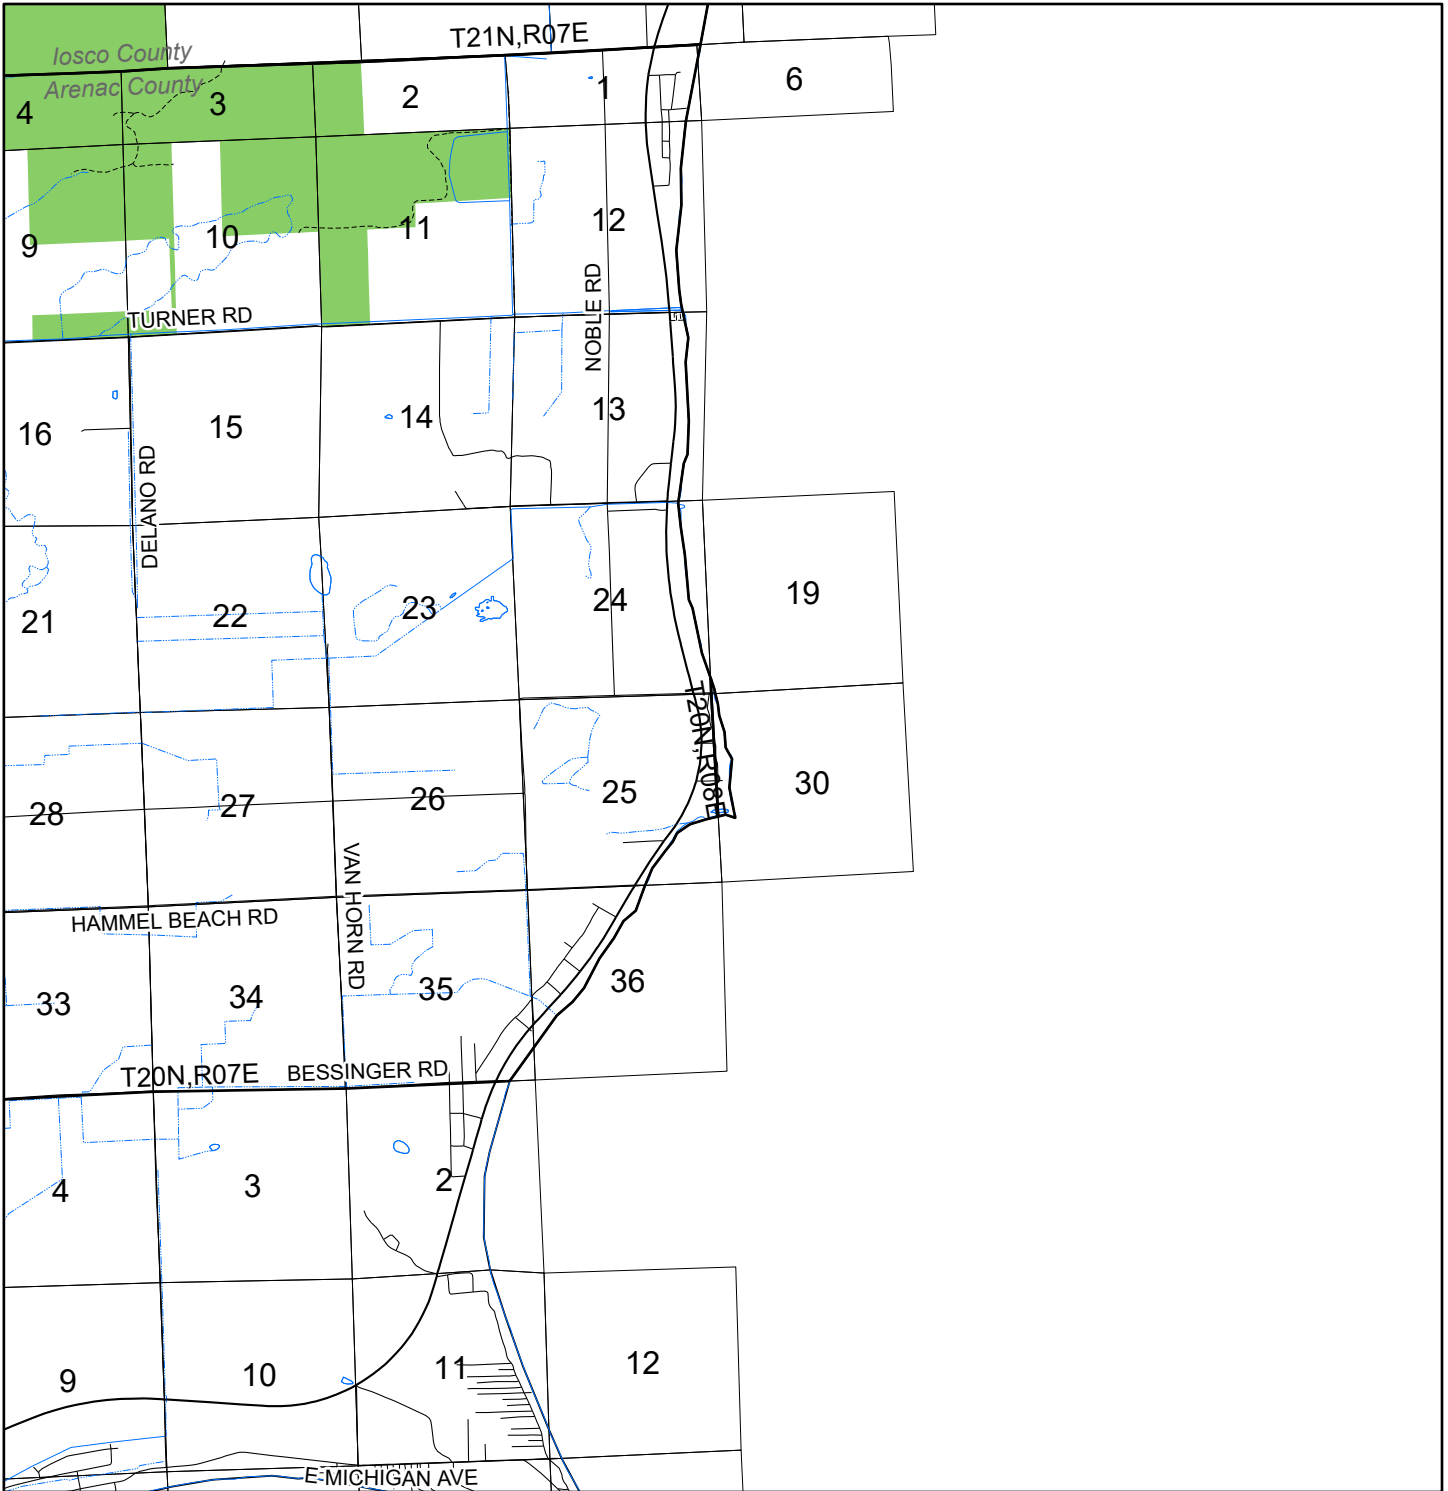 T21N,R07E
Iosco County
Arenac County
4
3
2
1
6
9
10
11
12
TURNER RD
NOBLE RD
16
15
14
13
DELANO RD
21
22
23
24
19
T20N,R08E
28
27
26
25
30
VAN HORN RD
HAMMEL BEACH RD
33
34
35
36
T20N,R07E
BESSINGER RD
4
3
2
9
10
11
12
E MICHIGAN AVE